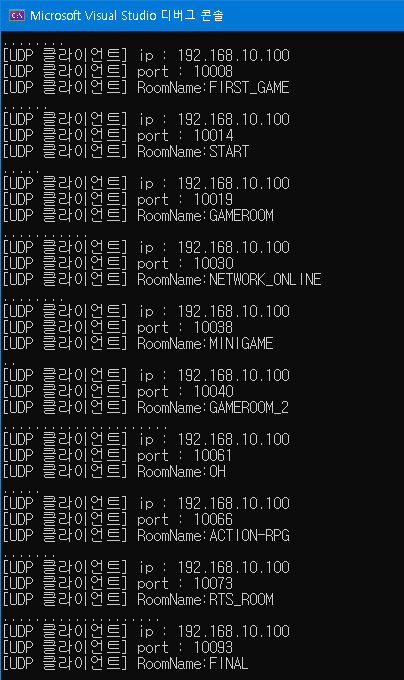 Microsoft Visual Studio 디버그 콘솔
........
[UDP 클라이언트] ip : 192.168.10.100
[UDP 클라이언트] port : 10008
[UDP 클라이언트] RoomName:FIRST_GAME
......
[UDP 클라이언트] ip : 192.168.10.100
[UDP 클라이언트] port : 10014
[UDP 클라이언트] RoomName:START
.....
[UDP 클라이언트] ip : 192.168.10.100
[UDP 클라이언트] port : 10019
[UDP 클라이언트] RoomName:GAMEROOM
...........
[UDP 클라이언트] ip : 192.168.10.100
[UDP 클라이언트] port : 10030
[UDP 클라이언트] RoomName:NETWORK_ONLINE
........
[UDP 클라이언트] ip : 192.168.10.100
[UDP 클라이언트] port : 10038
[UDP 클라이언트] RoomName:MINIGAME
..
[UDP 클라이언트] ip : 192.168.10.100
[UDP 클라이언트] port : 10040
[UDP 클라이언트] RoomName:GAMEROOM_2
.....................
[UDP 클라이언트] ip : 192.168.10.100
[UDP 클라이언트] port : 10061
[UDP 클라이언트] RoomName:OH
.....
[UDP 클라이언트] ip : 192.168.10.100
[UDP 클라이언트] port : 10066
[UDP 클라이언트] RoomName:ACTION-RPG
.......
[UDP 클라이언트] ip : 192.168.10.100
[UDP 클라이언트] port : 10073
[UDP 클라이언트] RoomName:RTS_ROOM
....................
[UDP 클라이언트] ip : 192.168.10.100
[UDP 클라이언트] port : 10093
[UDP 클라이언트] RoomName:FINAL